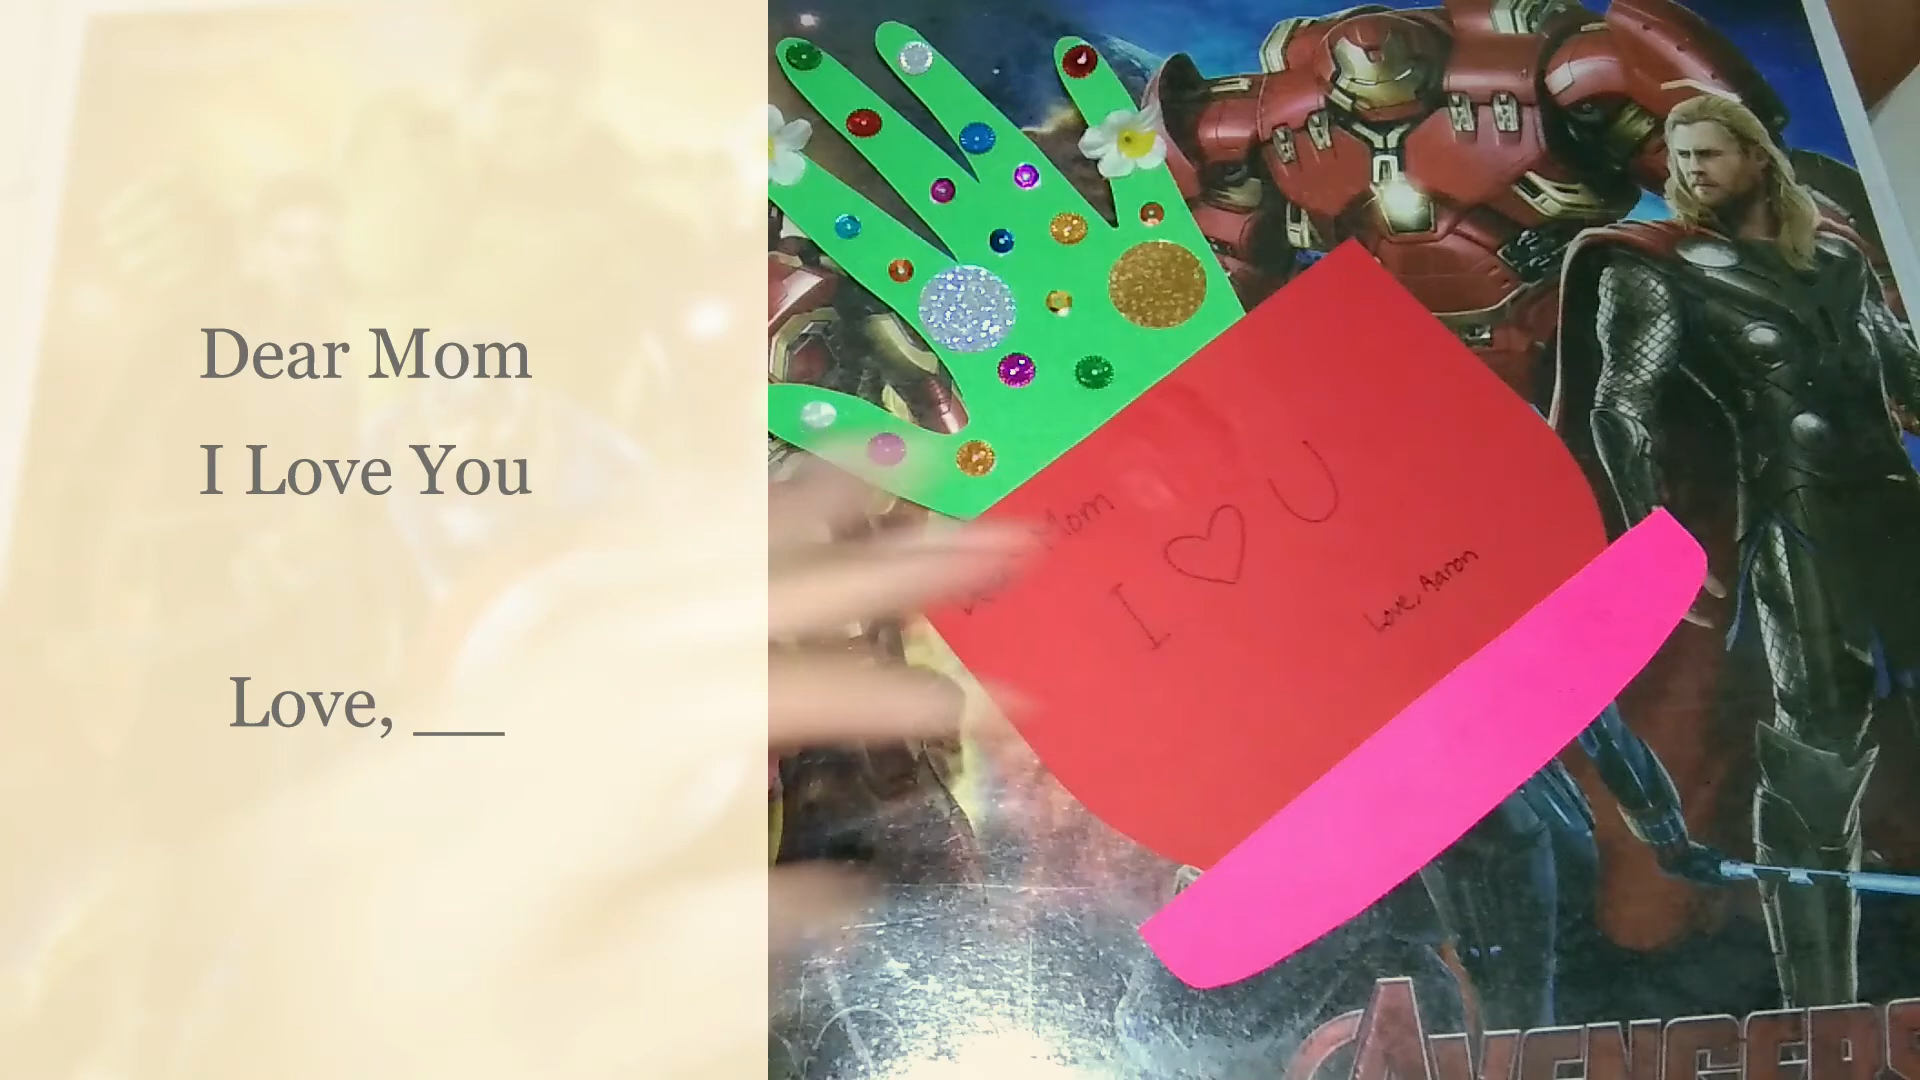 Dear Mom
I Love You
Love, ___
Mom
I ♡ U
Love, Aaron
AVENGERS